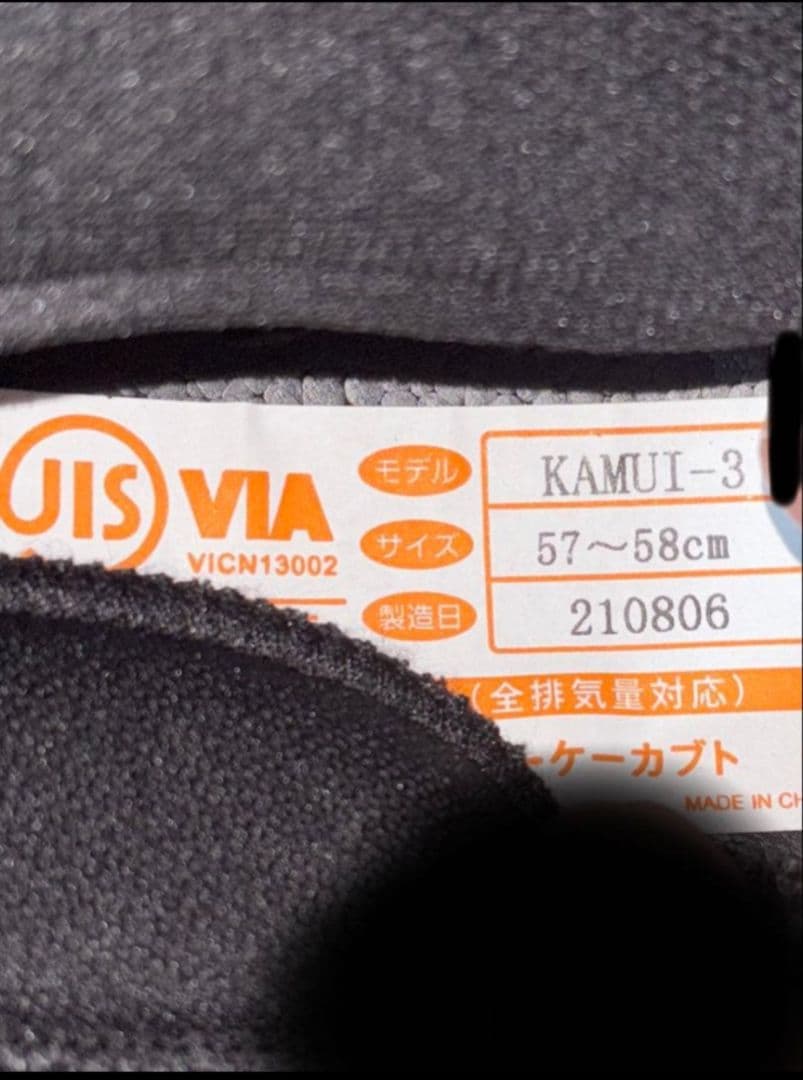 JIS VIA
VICN13002
モデル KAMUI-3
サイズ 57～58cm
製造日 210806
(全排気量対応)
ーケーカブト
MADE IN CH